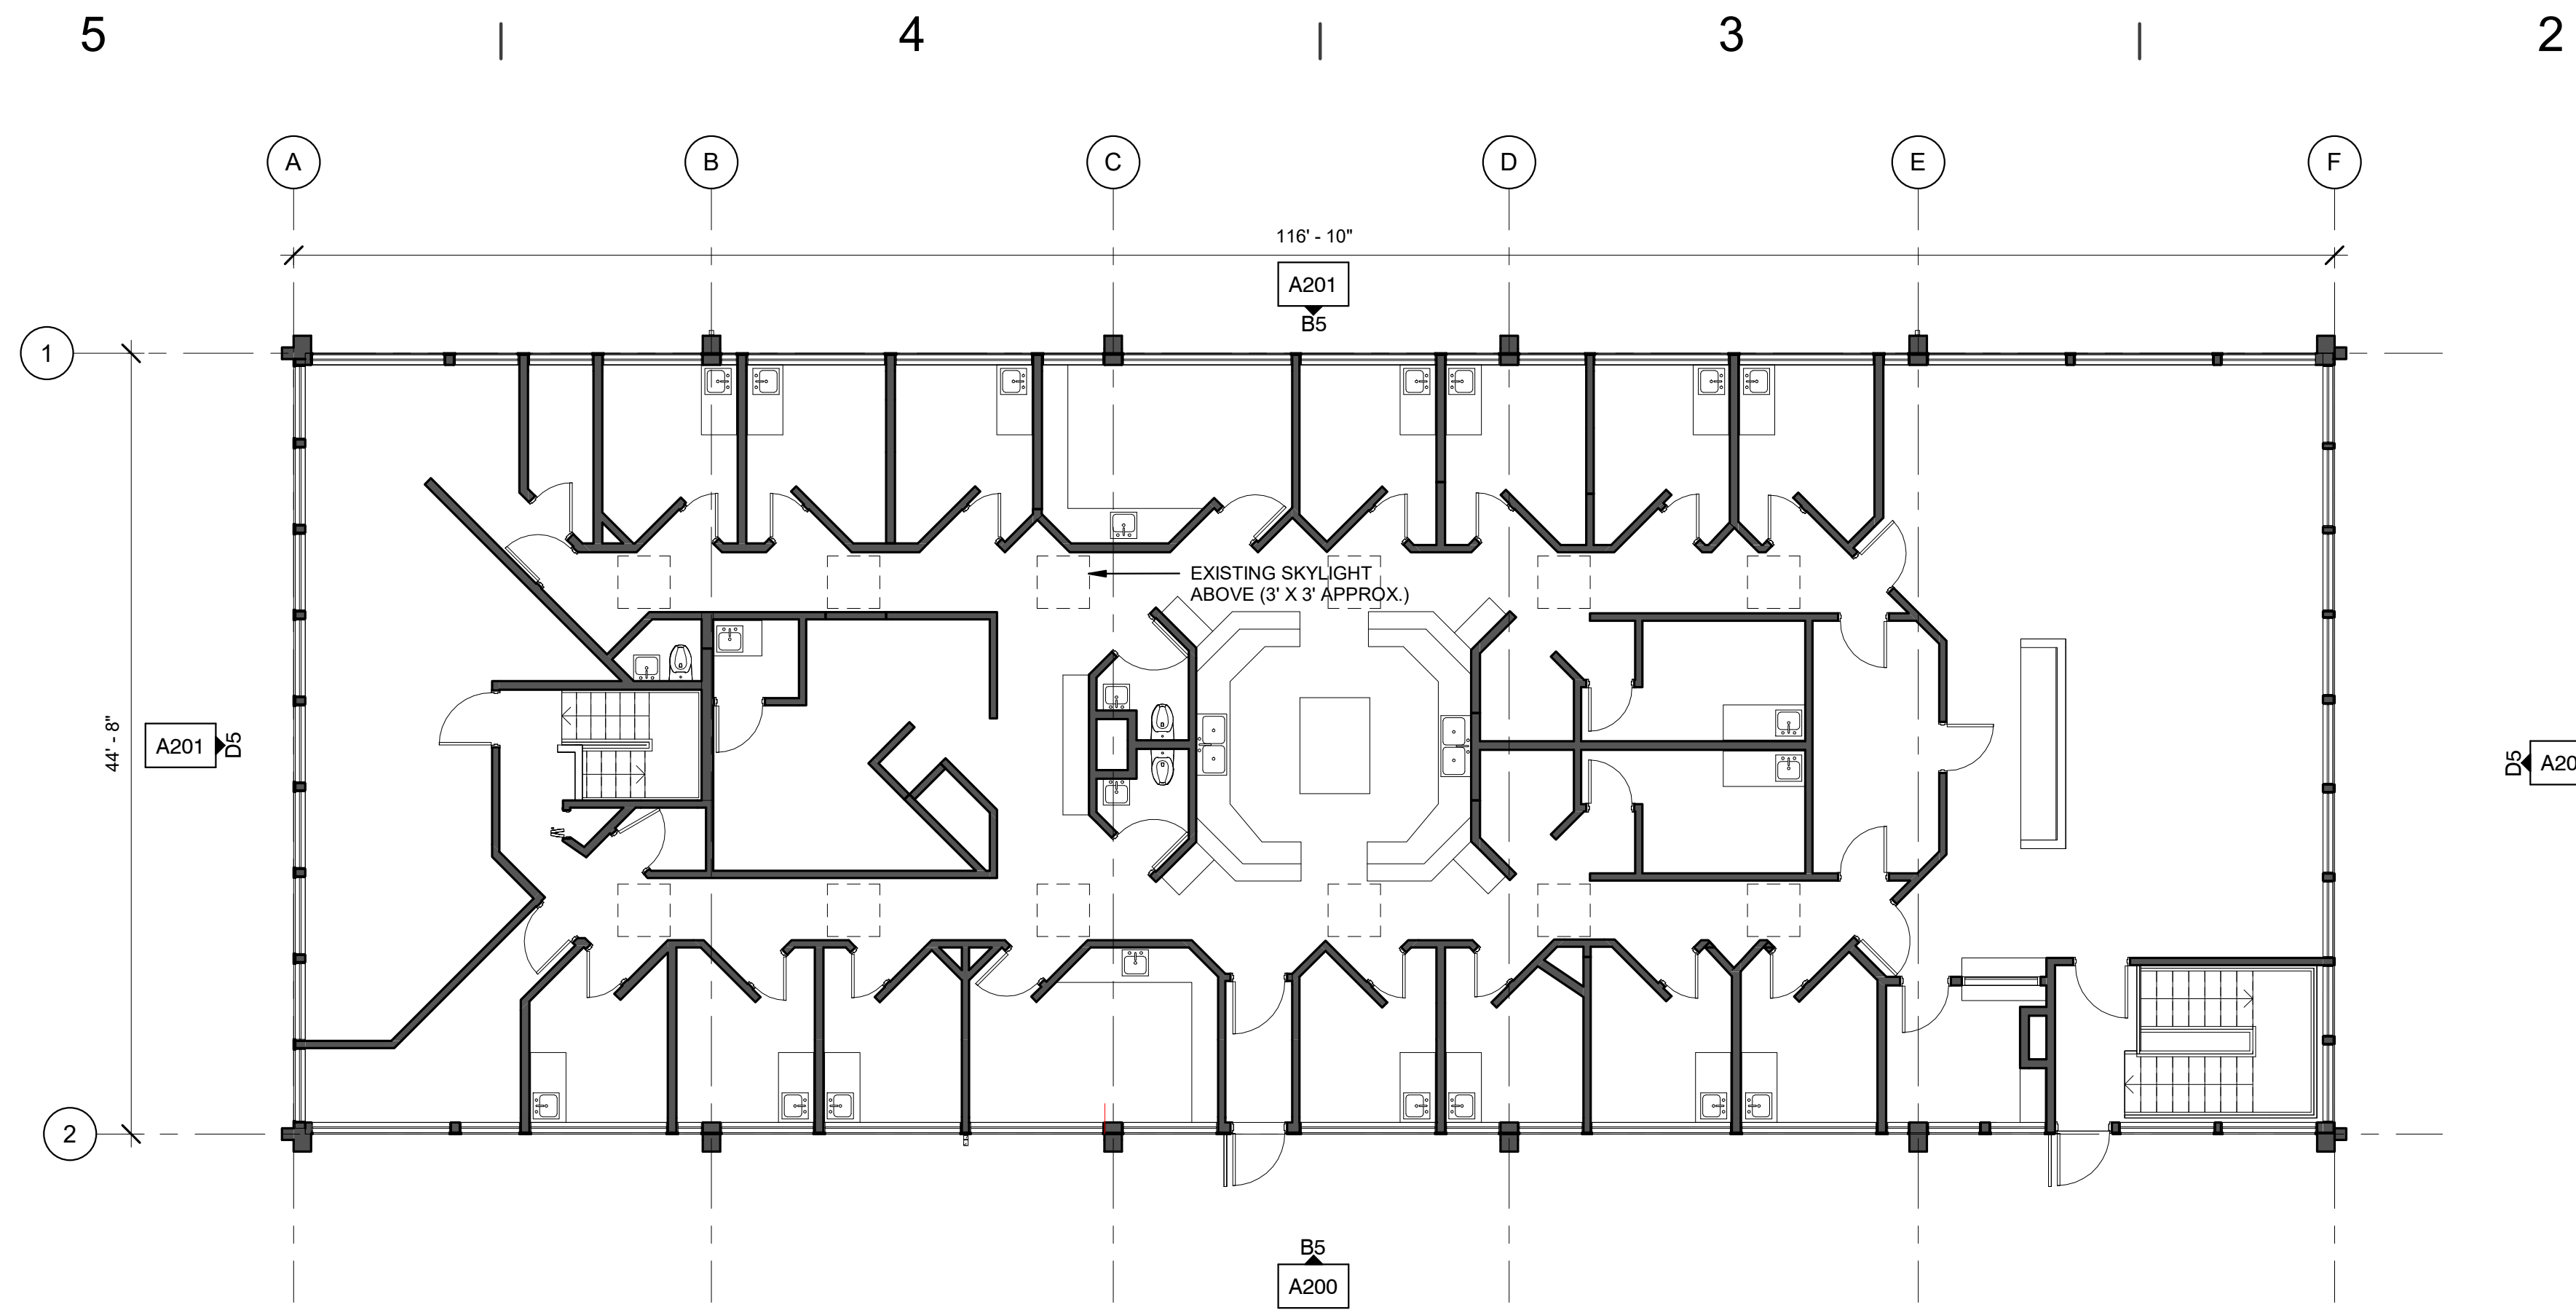 5
4
3
2
A
B
C
D
E
F
116' - 10"
A201
B5
1
EXISTING SKYLIGHT
ABOVE (3' X 3' APPROX.)
44' - 8"
A201
D5
D5
A20
2
B5
A200